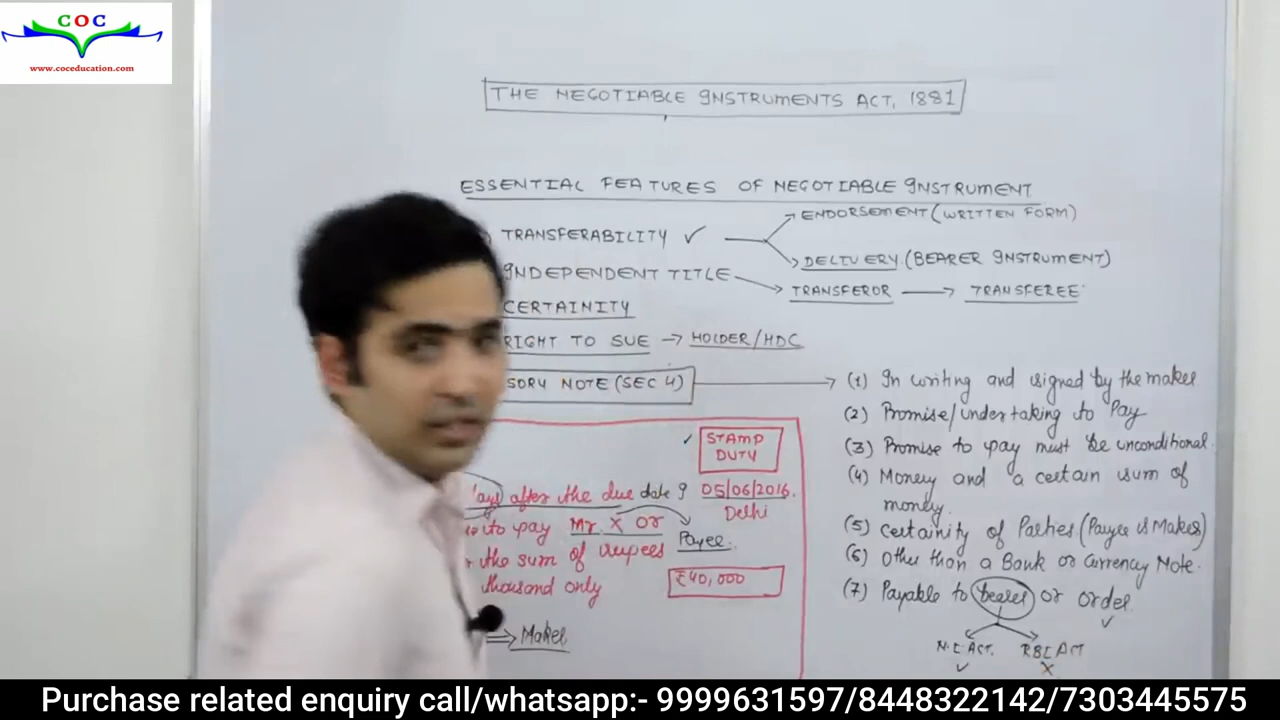 COC
www.coceducation.com
THE NEGOTIABLE INSTRUMENTS ACT, 1881
ESSENTIAL FEATURES OF NEGOTIABLE INSTRUMENT
TRANSFERABILITY ✓ → ENDORSEMENT (WRITTEN FORM)
→ DELIVERY (BEARER INSTRUMENT)
INDEPENDENT TITLE → TRANSFEROR → TRANSFEREE
CERTAINITY
RIGHT TO SUE → HOLDER/HDC
SORY NOTE (SEC 4) → (1) In writing and signed by the maker
(2) Promise/undertaking to Pay
(3) Promise to pay must be unconditional.
(4) Money and a certain sum of
money.
(5) Certainity of Parties (Payee & Maker)
(6) Other than a Bank or Currency Note.
(7) Payable to bearer or order
✓
N.I ACT. RBI ACT
✓ X
✓ STAMP
DUTY
days after the due date 05/06/2016.
Delhi
to pay Mr. X or Payee.
the sum of rupees
thousand only ₹40,000
⇒ Maker
Purchase related enquiry call/whatsapp:- 9999631597/8448322142/7303445575